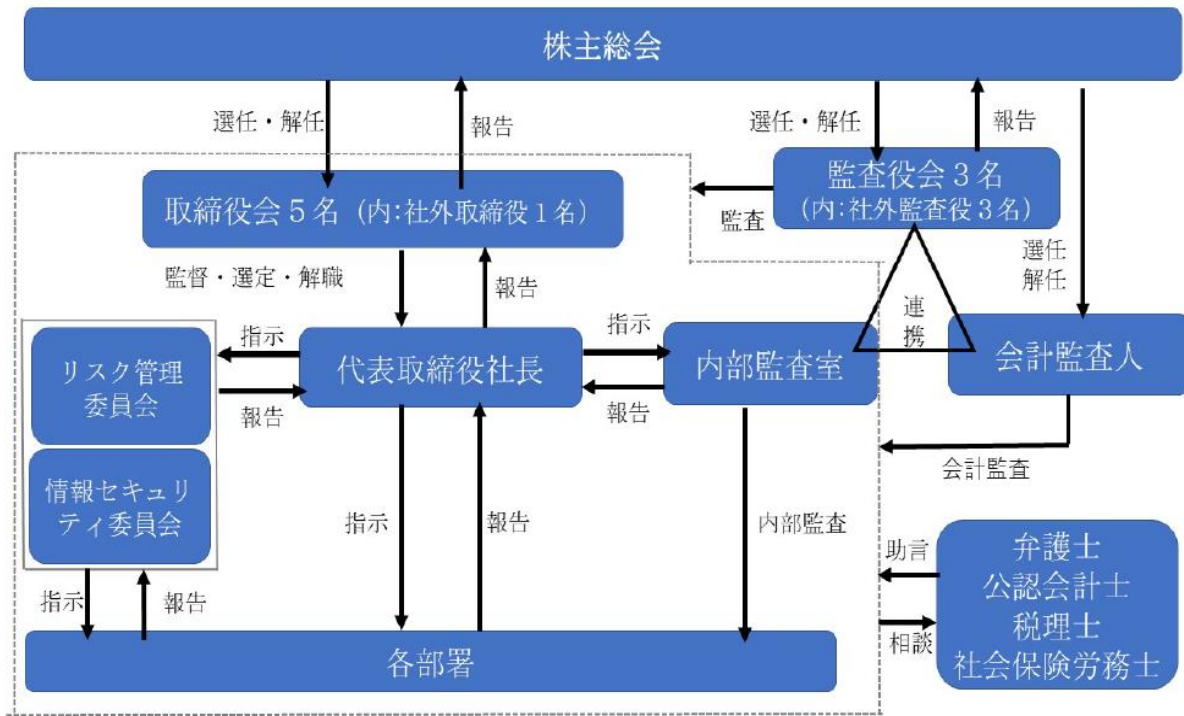 株主総会
選任・解任
報告
選任・解任
報告
監査役会３名
(内:社外監査役３名)
取締役会５名 (内:社外取締役１名)
監査
選任
解任
監督・選定・解職
報告
連
携
指示
指示
リスク管理
委員会
代表取締役社長
内部監査室
会計監査人
報告
報告
会計監査
情報セキュリ
ティ委員会
指示
報告
内部監査
弁護士
公認会計士
税理士
社会保険労務士
助言
相談
指示
報告
各部署